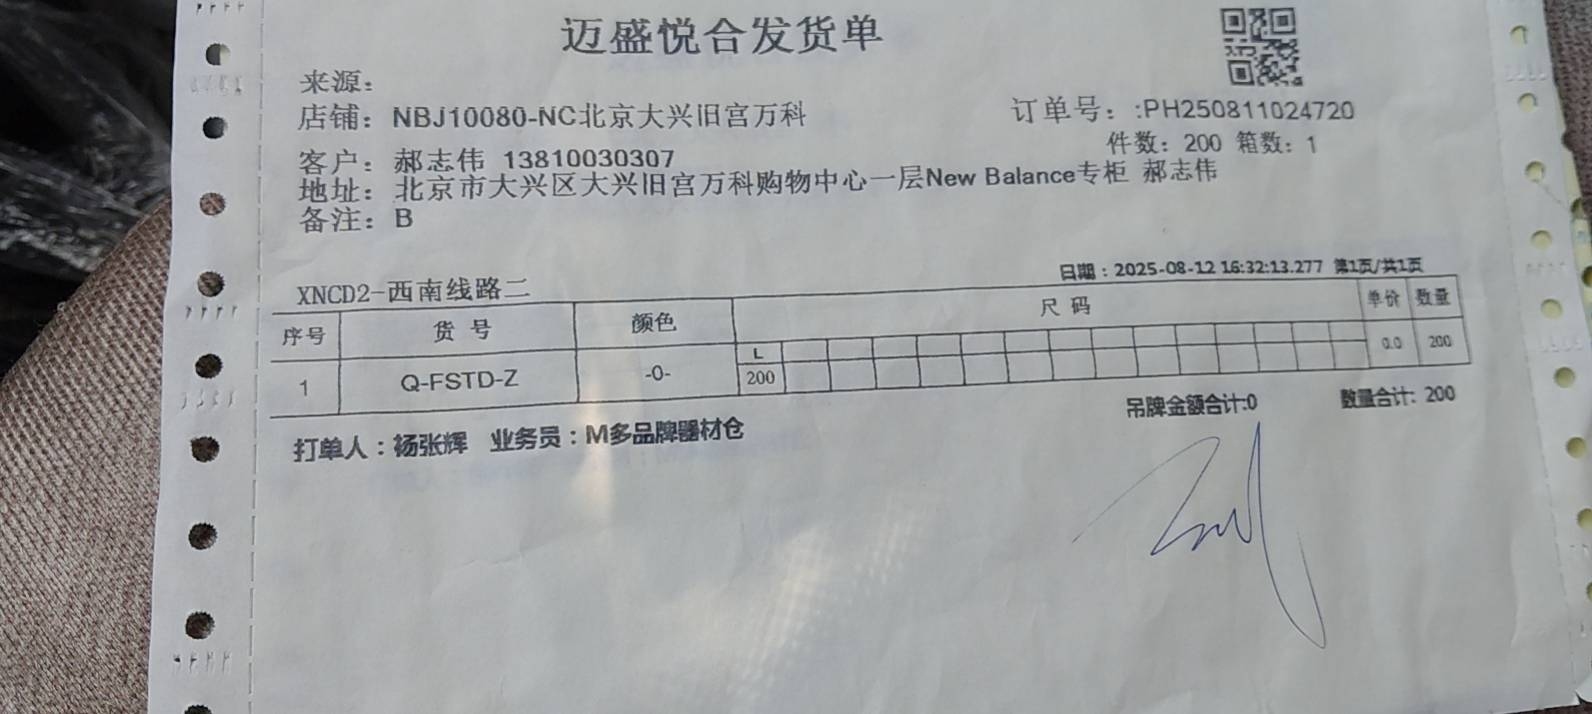 迈盛悦合发货单
来源：
店铺：NBJ10080-NC北京大兴旧宫万科 订单号：:PH250811024720
件数：200 箱数：1
客户：郝志伟 13810030307
地址：北京市大兴区大兴旧宫万科购物中心一层New Balance专柜 郝志伟
备注：B
日期：2025-08-12 16:32:13.277 第1页/共1页
XNCD2-西南线路二
序号 货号 颜色 尺码 单价 数量
L
1 Q-FSTD-Z -0- 200 0.0 200
吊牌金额合计:0 数量合计：200
打单人：杨张辉 业务员：M多品牌器材仓